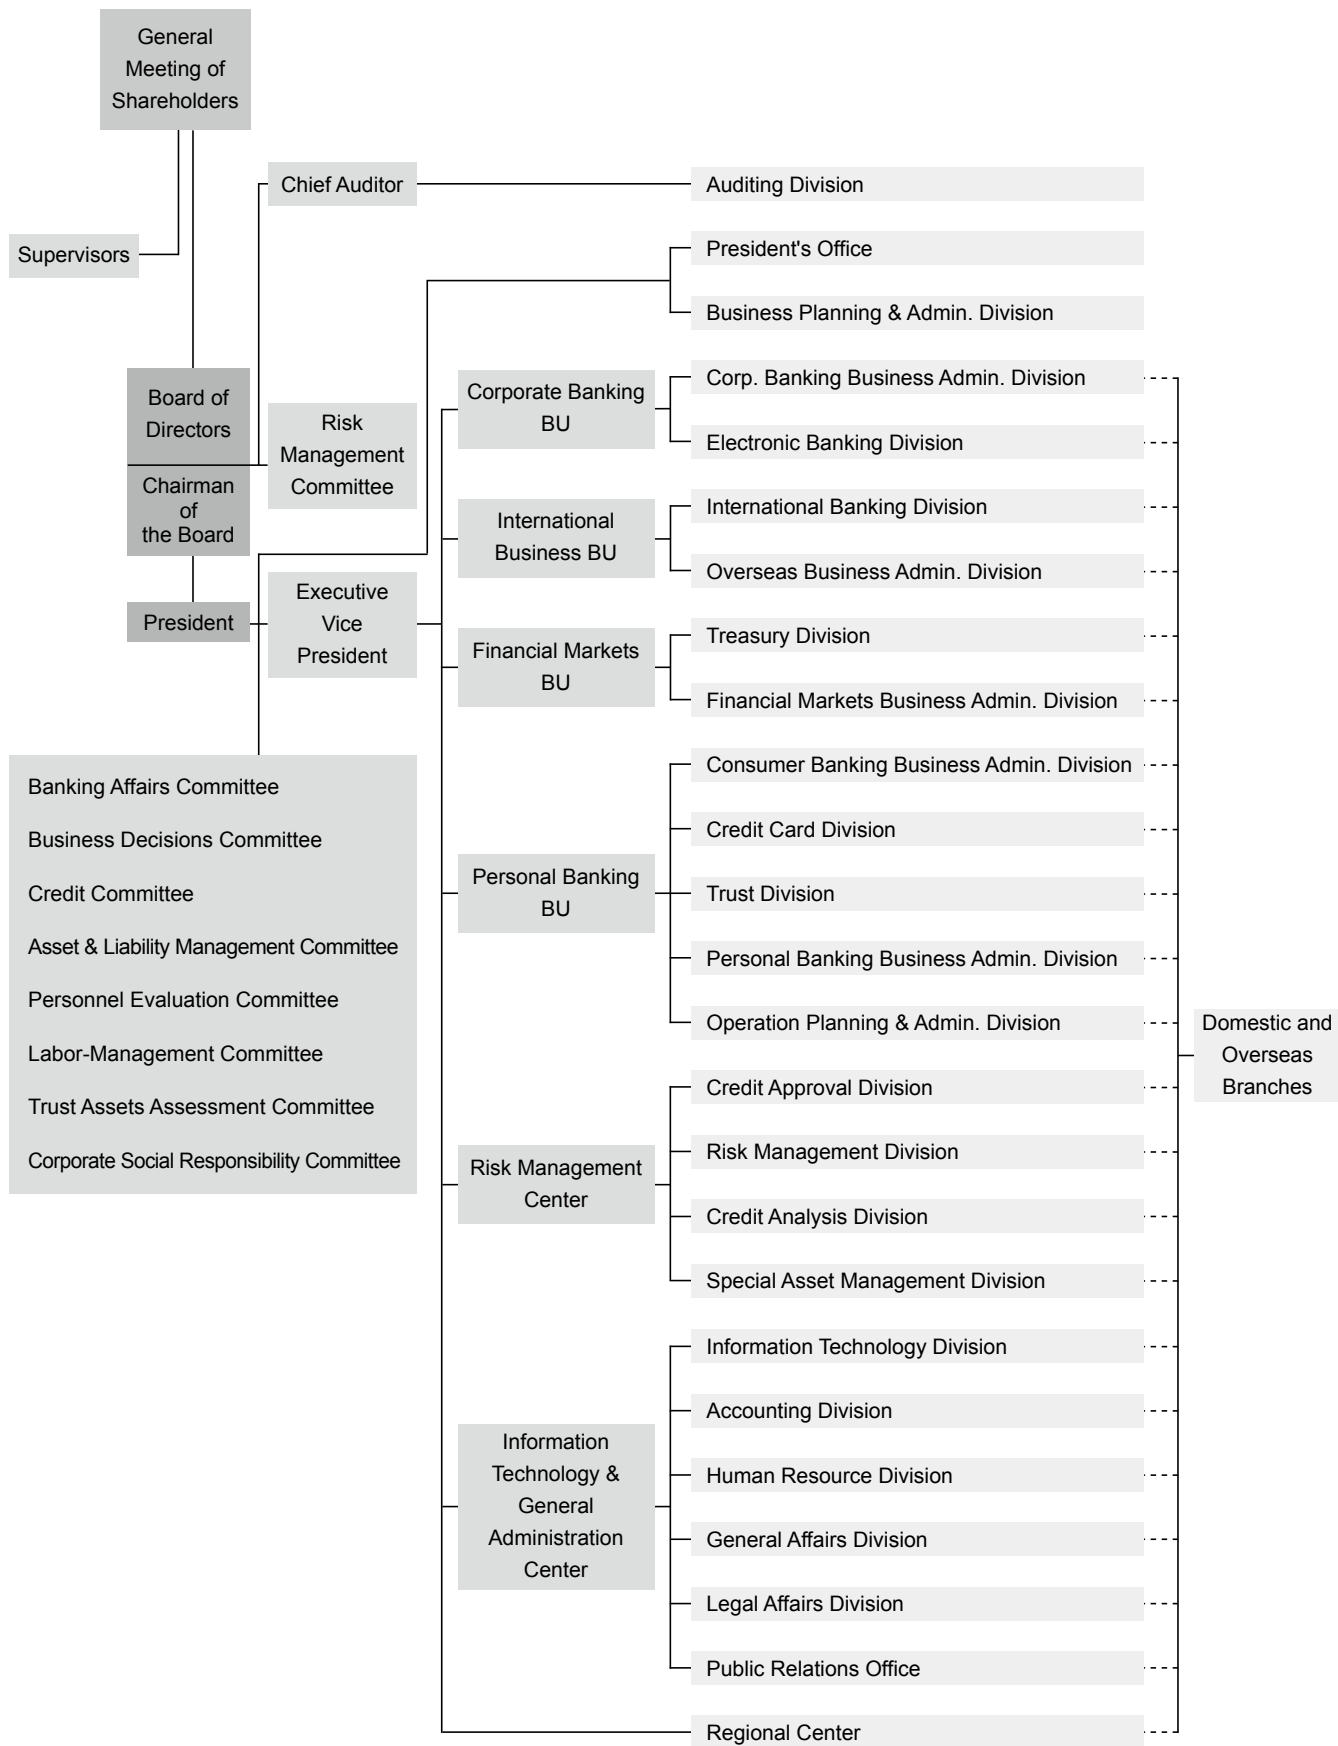 General
Meeting of
Shareholders
Chief Auditor
Auditing Division
Supervisors
President's Office
Business Planning & Admin. Division
Board of
Directors
Chairman
of
the Board
Risk
Management
Committee
President
Executive
Vice
President
Banking Affairs Committee
Business Decisions Committee
Credit Committee
Asset & Liability Management Committee
Personnel Evaluation Committee
Labor-Management Committee
Trust Assets Assessment Committee
Corporate Social Responsibility Committee
Corporate Banking
BU
Corp. Banking Business Admin. Division
Electronic Banking Division
International
Business BU
International Banking Division
Overseas Business Admin. Division
Financial Markets
BU
Treasury Division
Financial Markets Business Admin. Division
Personal Banking
BU
Consumer Banking Business Admin. Division
Credit Card Division
Trust Division
Personal Banking Business Admin. Division
Operation Planning & Admin. Division
Risk Management
Center
Credit Approval Division
Risk Management Division
Credit Analysis Division
Special Asset Management Division
Information
Technology &
General
Administration
Center
Information Technology Division
Accounting Division
Human Resource Division
General Affairs Division
Legal Affairs Division
Public Relations Office
Regional Center
Domestic and
Overseas
Branches